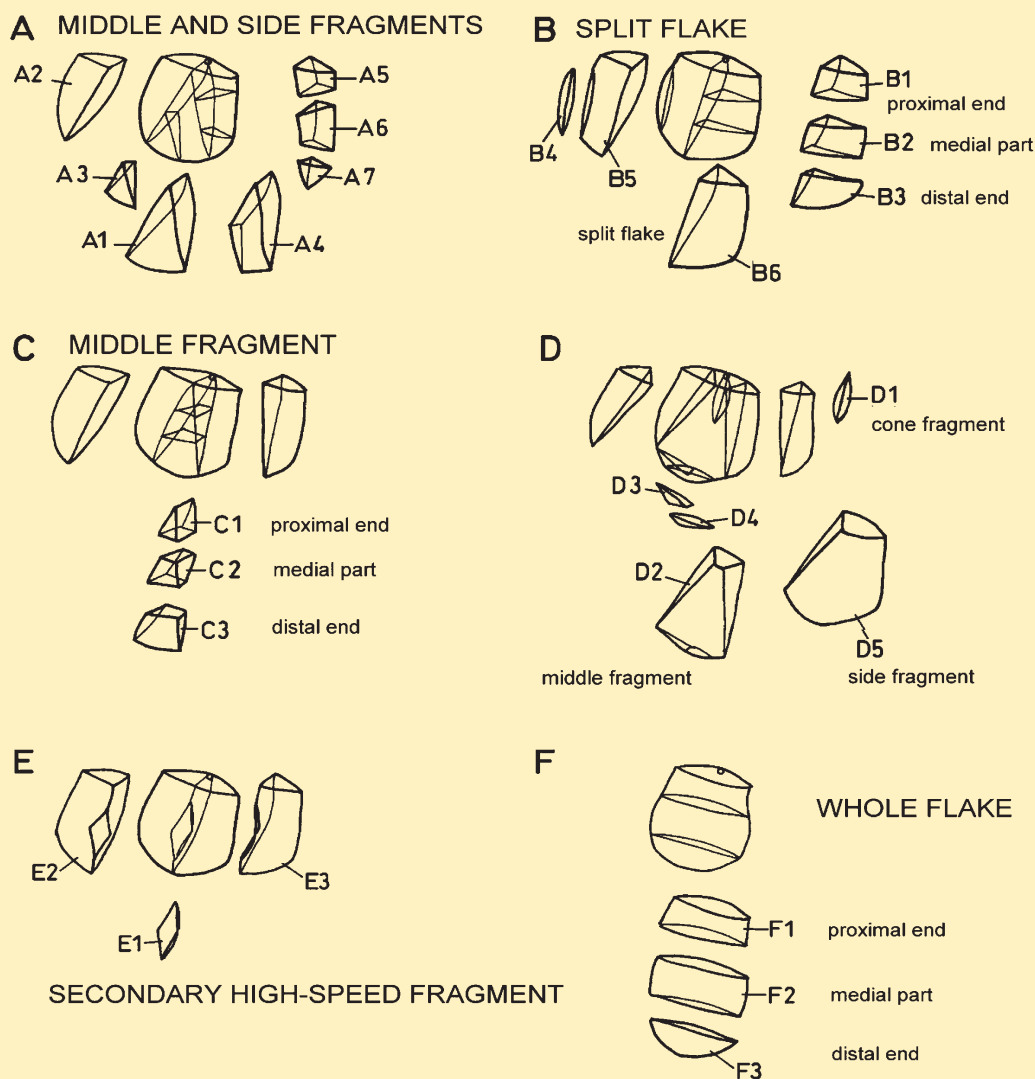 A MIDDLE AND SIDE FRAGMENTS
A2
A5
A6
A3
A7
A1
A4
B SPLIT FLAKE
B1
proximal end
B4
B2 medial part
B5
B3 distal end
split flake
B6
C MIDDLE FRAGMENT
C1 proximal end
C2 medial part
C3 distal end
D
D1
cone fragment
D3
D4
D2
D5
middle fragment
side fragment
E
E2
E3
E1
SECONDARY HIGH-SPEED FRAGMENT
F
WHOLE FLAKE
F1 proximal end
F2 medial part
distal end
F3